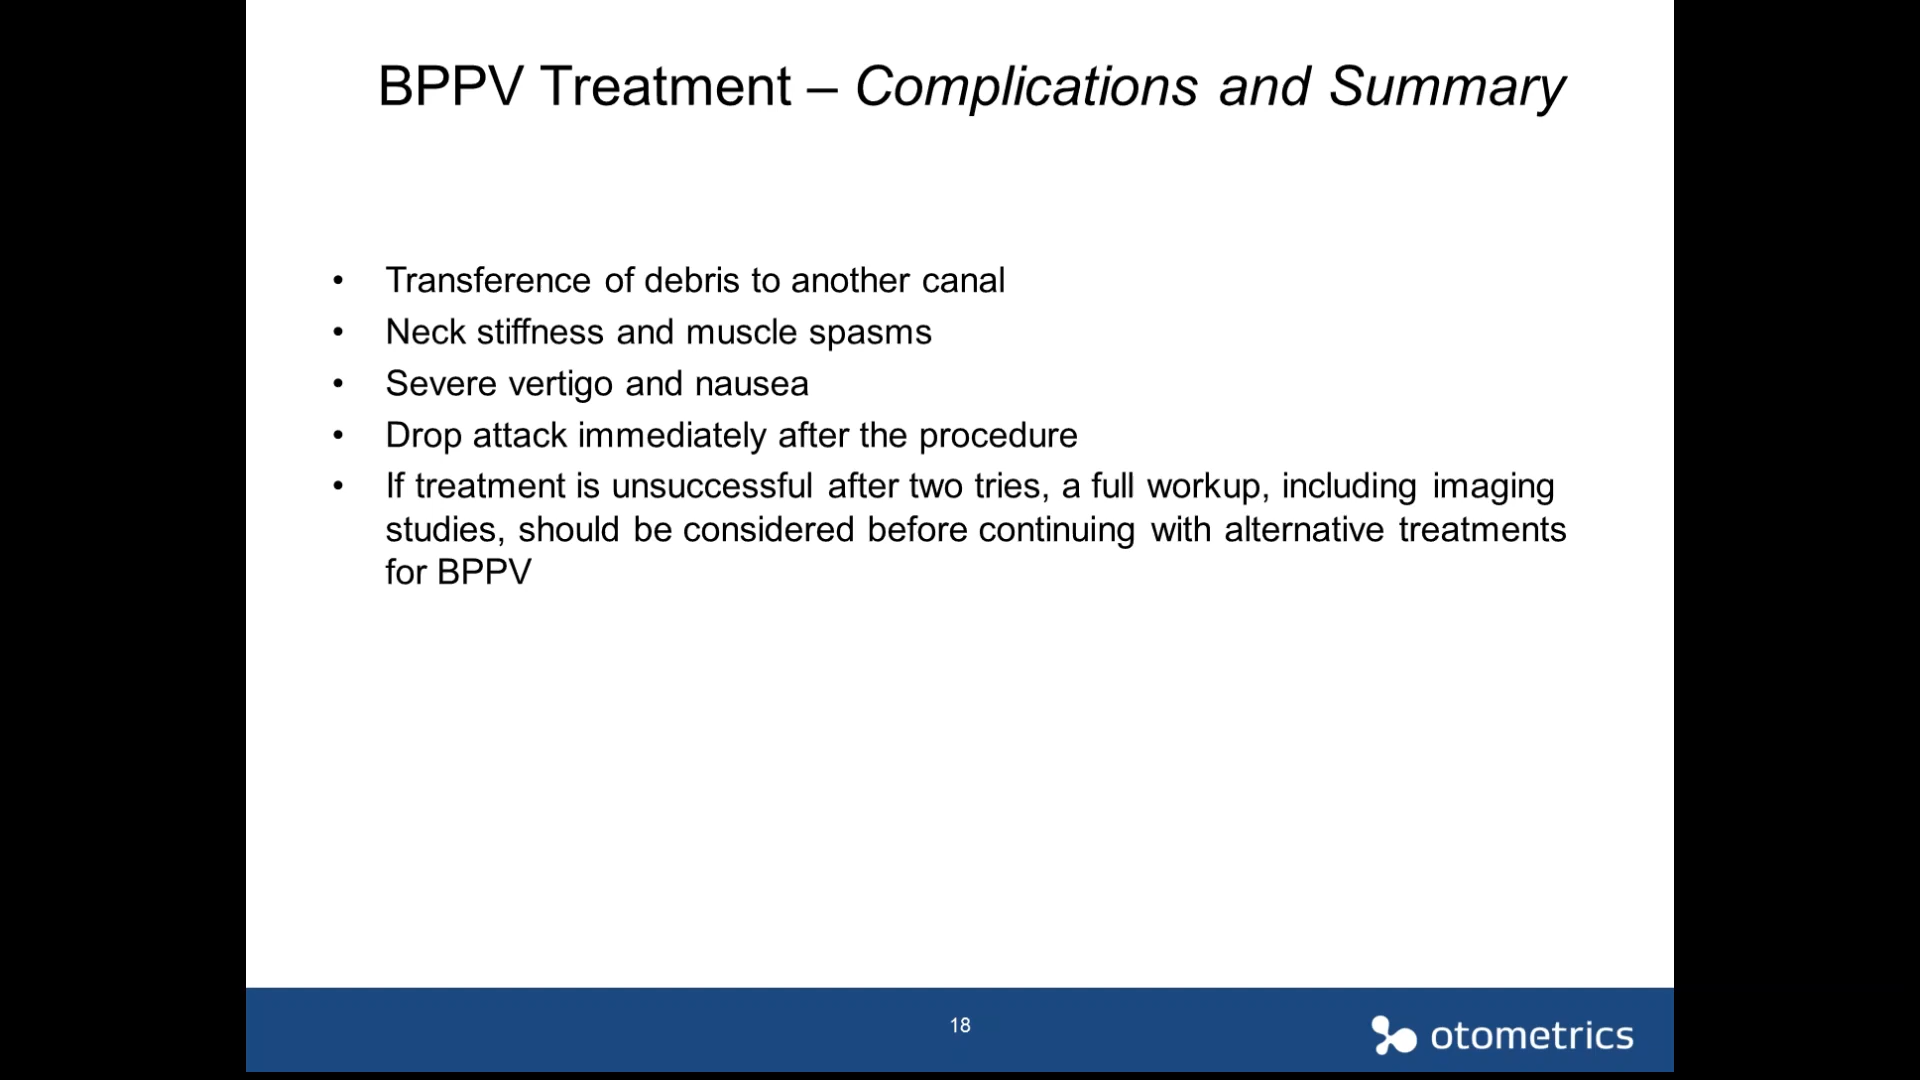 BPPV Treatment – Complications and Summary
• Transference of debris to another canal
• Neck stiffness and muscle spasms
• Severe vertigo and nausea
• Drop attack immediately after the procedure
• If treatment is unsuccessful after two tries, a full workup, including imaging
studies, should be considered before continuing with alternative treatments
for BPPV
18
otometrics